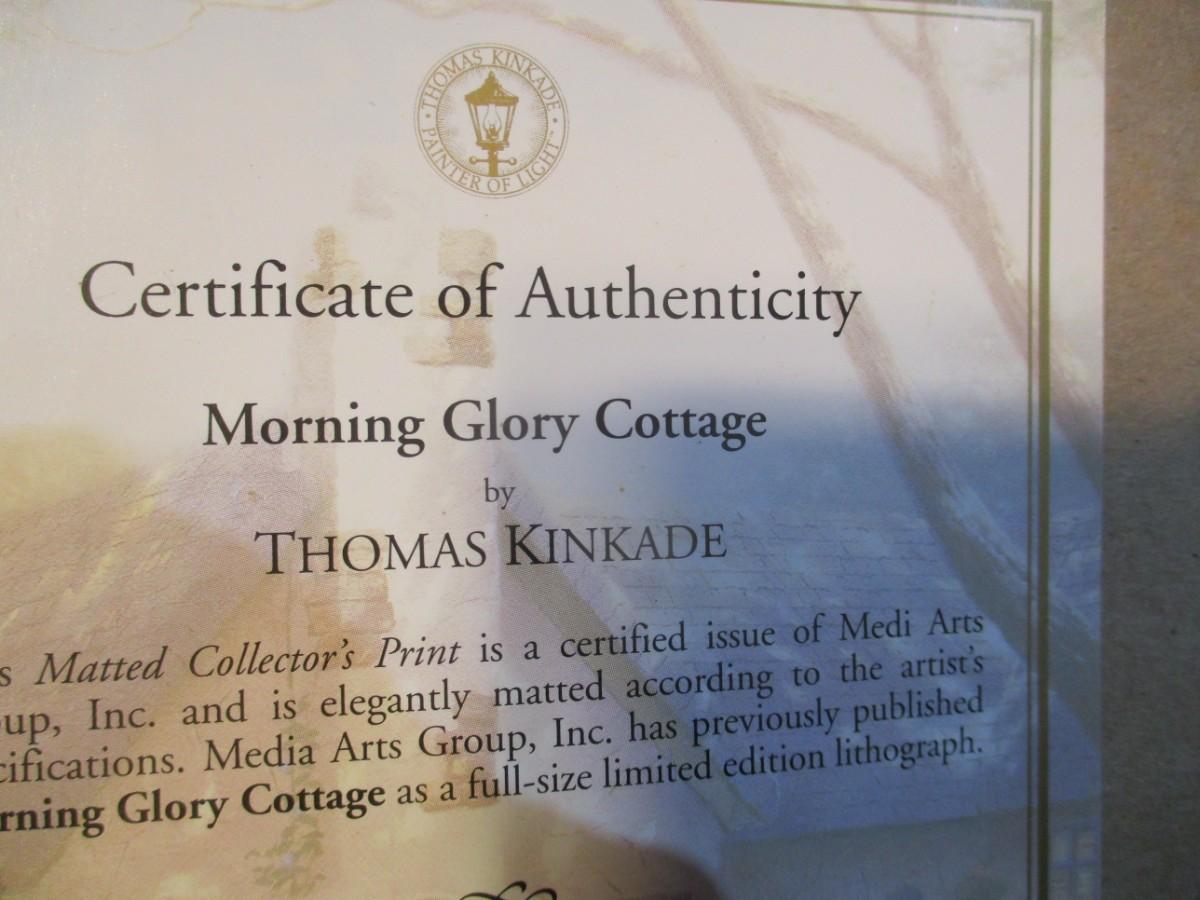 THOMAS KINKADE
PAINTER OF LIGHT™
Certificate of Authenticity
Morning Glory Cottage
by
THOMAS KINKADE
s Matted Collector's Print is a certified issue of Medi Arts
oup, Inc. and is elegantly matted according to the artist's
cifications. Media Arts Group, Inc. has previously published
rning Glory Cottage as a full-size limited edition lithograph.